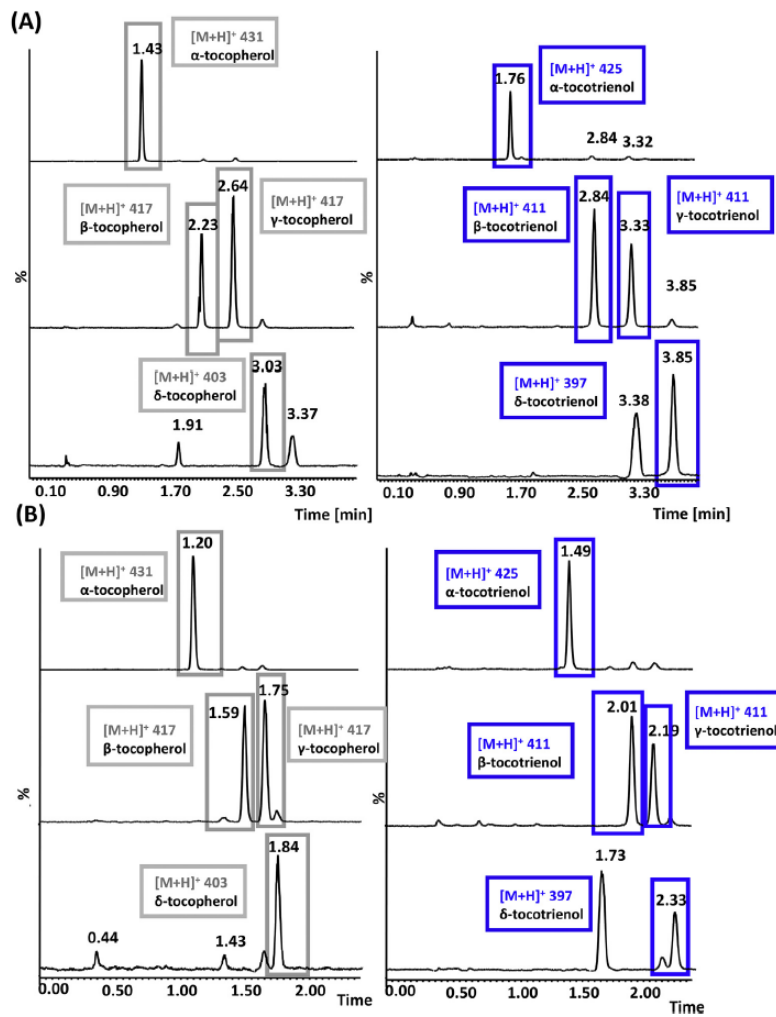 (A)
[M+H]+ 431
α-tocopherol
1.43
[M+H]+ 417
β-tocopherol
2.23
2.64
[M+H]+ 417
γ-tocopherol
%
[M+H]+ 403
δ-tocopherol
1.91
3.03
3.37
0.10 0.90 1.70 2.50 3.30
Time [min]
1.76
[M+H]+ 425
α-tocotrienol
2.84 3.32
[M+H]+ 411
β-tocotrienol
2.84
3.33
[M+H]+ 411
γ-tocotrienol
3.85
%
[M+H]+ 397
δ-tocotrienol
3.38
3.85
0.10 0.90 1.70 2.50 3.30
Time [min]
(B)
[M+H]+ 431
α-tocopherol
1.20
[M+H]+ 417
β-tocopherol
1.59
1.75
[M+H]+ 417
γ-tocopherol
%
[M+H]+ 403
δ-tocopherol
1.84
0.44
1.43
0.00 0.50 1.00 1.50 2.00
Time
[M+H]+ 425
α-tocotrienol
1.49
[M+H]+ 411
β-tocotrienol
2.01
2.19
[M+H]+ 411
γ-tocotrienol
%
1.73
[M+H]+ 397
δ-tocotrienol
2.33
0.00 0.50 1.00 1.50 2.00
Time